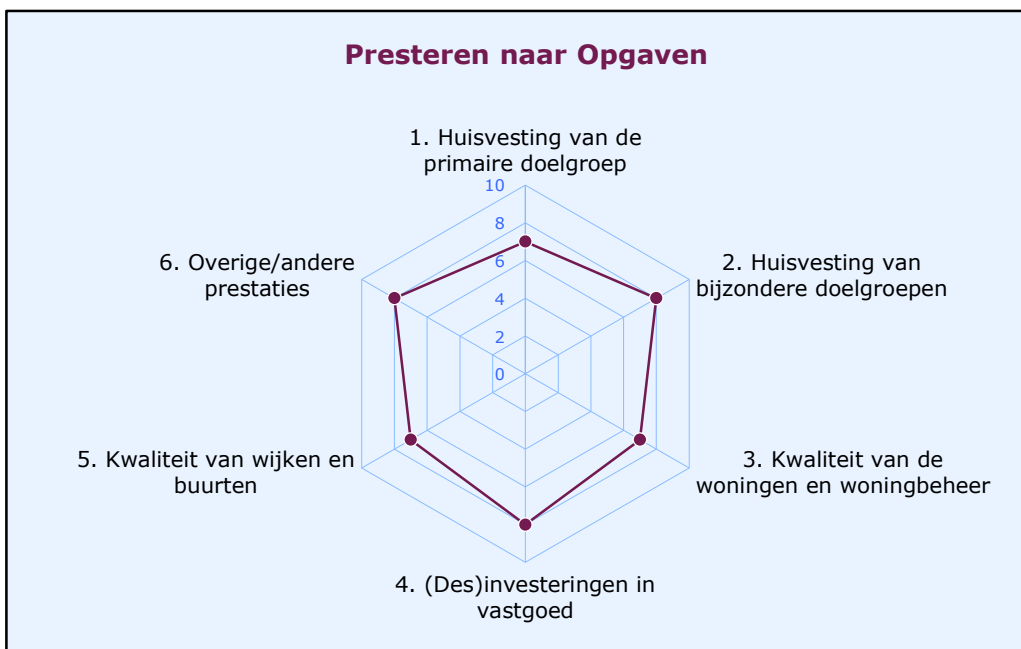 Presteren naar Opgaven
1. Huisvesting van de
primaire doelgroep
10
8
6
4
2
0
2. Huisvesting van
bijzondere doelgroepen
3. Kwaliteit van de
woningen en woningbeheer
4. (Des)investeringen in
vastgoed
5. Kwaliteit van wijken en
buurten
6. Overige/andere
prestaties